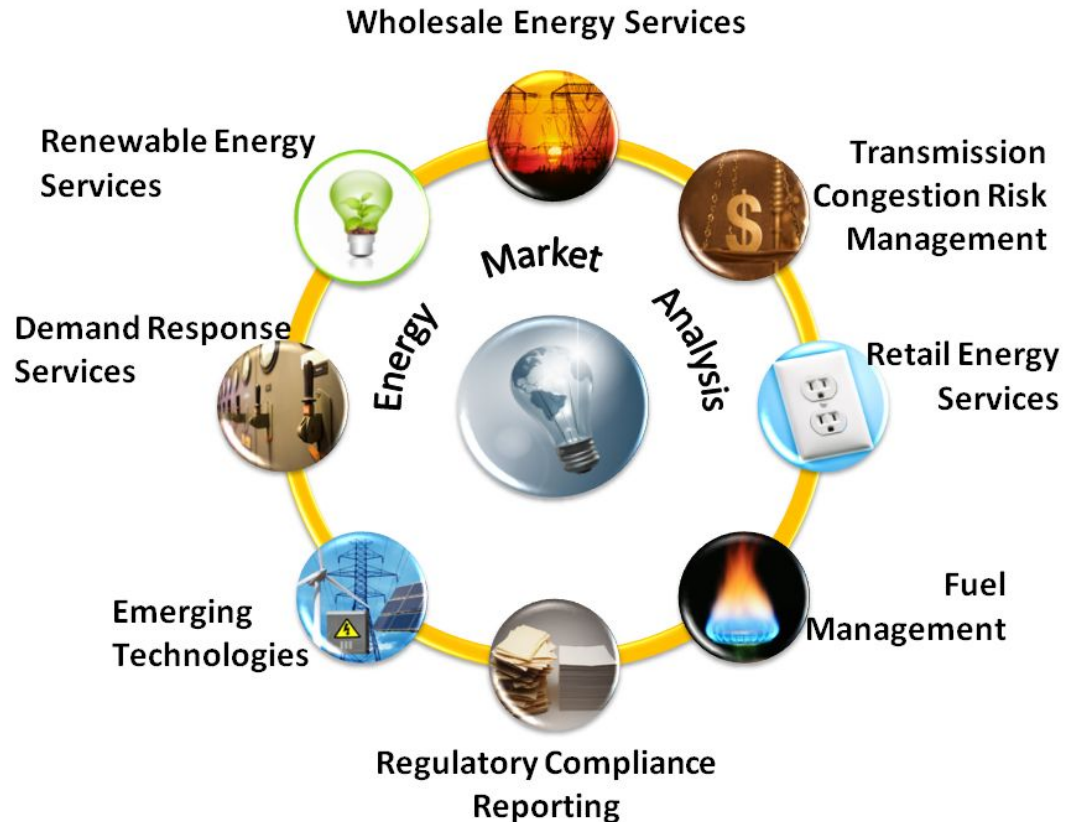 Wholesale Energy Services
Renewable Energy
Services
Transmission
Congestion Risk
Management
$
Energy Market Analysis
Demand Response
Services
Retail Energy
Services
Emerging
Technologies
Fuel
Management
Regulatory Compliance
Reporting